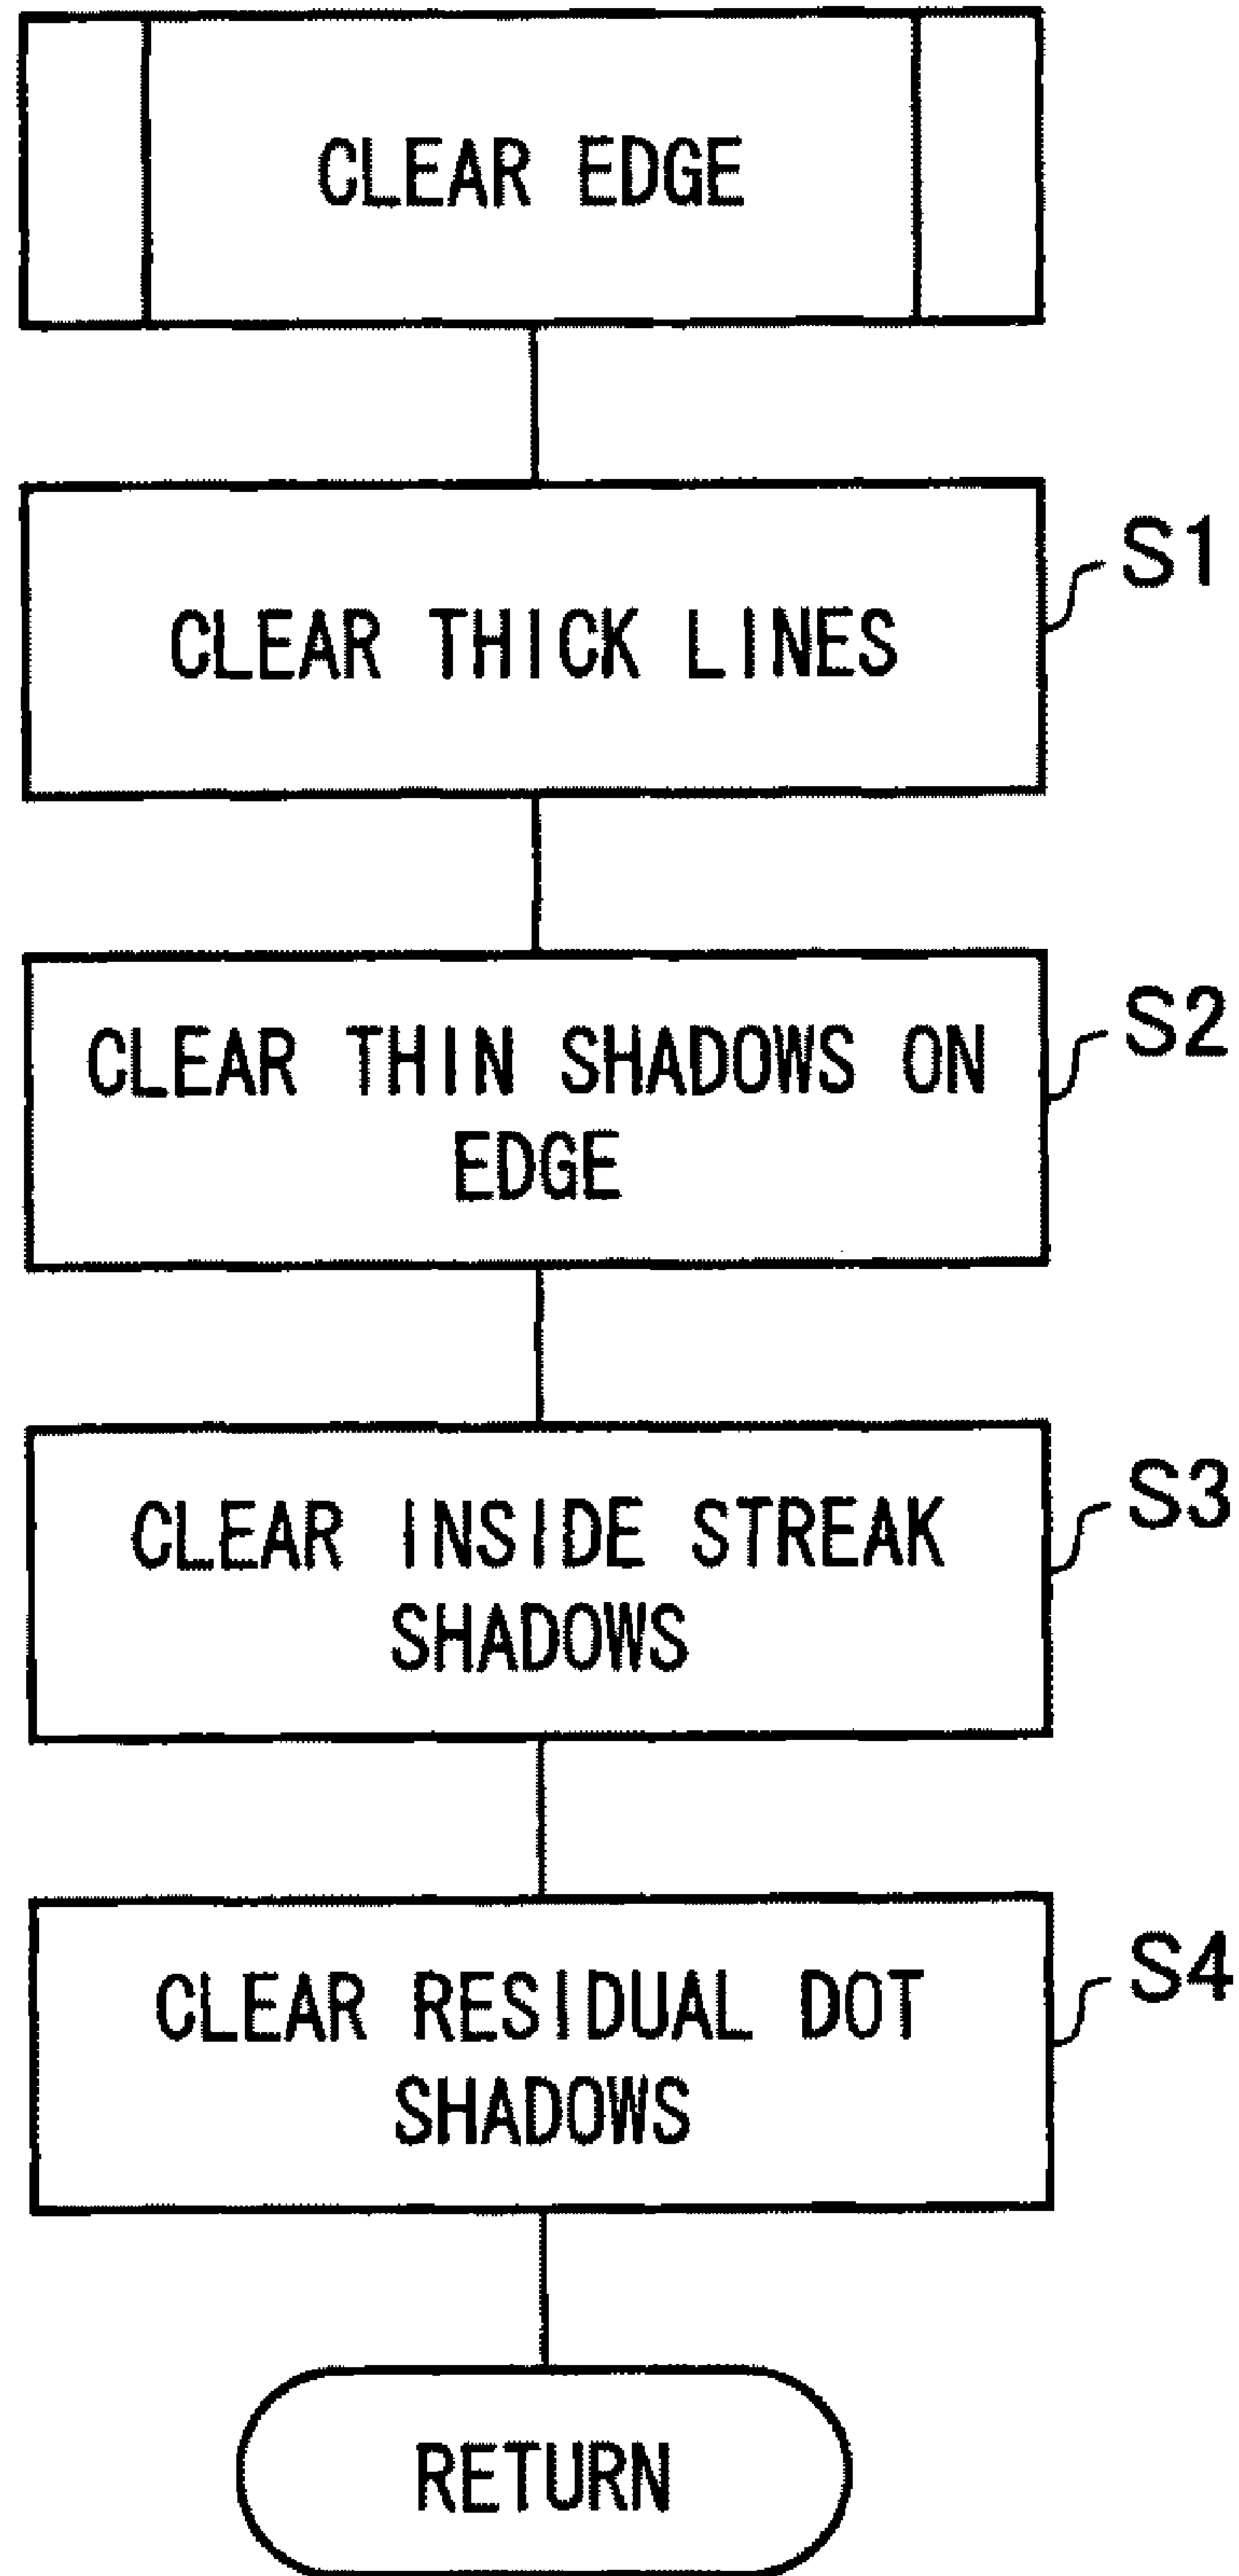 CLEAR EDGE
CLEAR THICK LINES
S1
CLEAR THIN SHADOWS ON
EDGE
S2
CLEAR INSIDE STREAK
SHADOWS
S3
CLEAR RESIDUAL DOT
SHADOWS
S4
RETURN